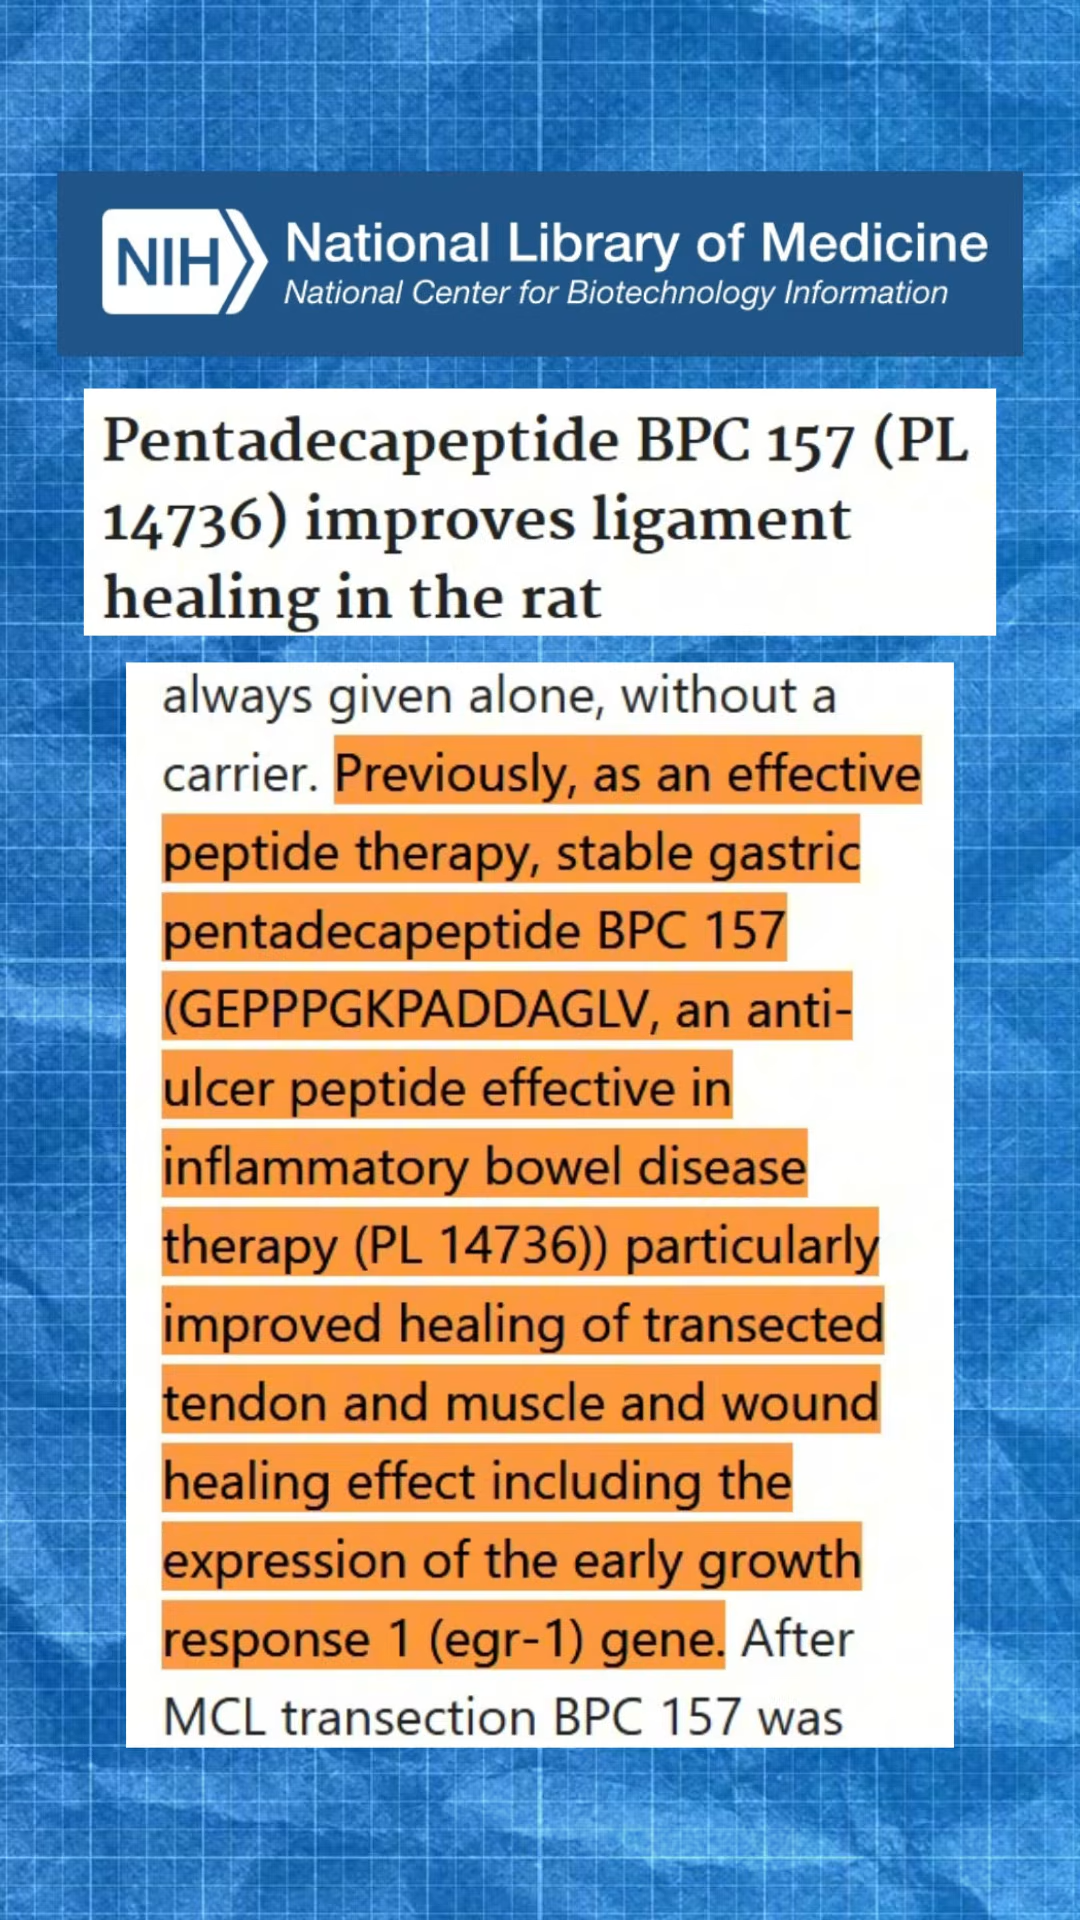 NIH
National Library of Medicine
National Center for Biotechnology Information
Pentadecapeptide BPC 157 (PL
14736) improves ligament
healing in the rat
always given alone, without a
carrier. Previously, as an effective
peptide therapy, stable gastric
pentadecapeptide BPC 157
(GEPPPGKPADDAGLV, an anti-
ulcer peptide effective in
inflammatory bowel disease
therapy (PL 14736)) particularly
improved healing of transected
tendon and muscle and wound
healing effect including the
expression of the early growth
response 1 (egr-1) gene. After
MCL transection BPC 157 was